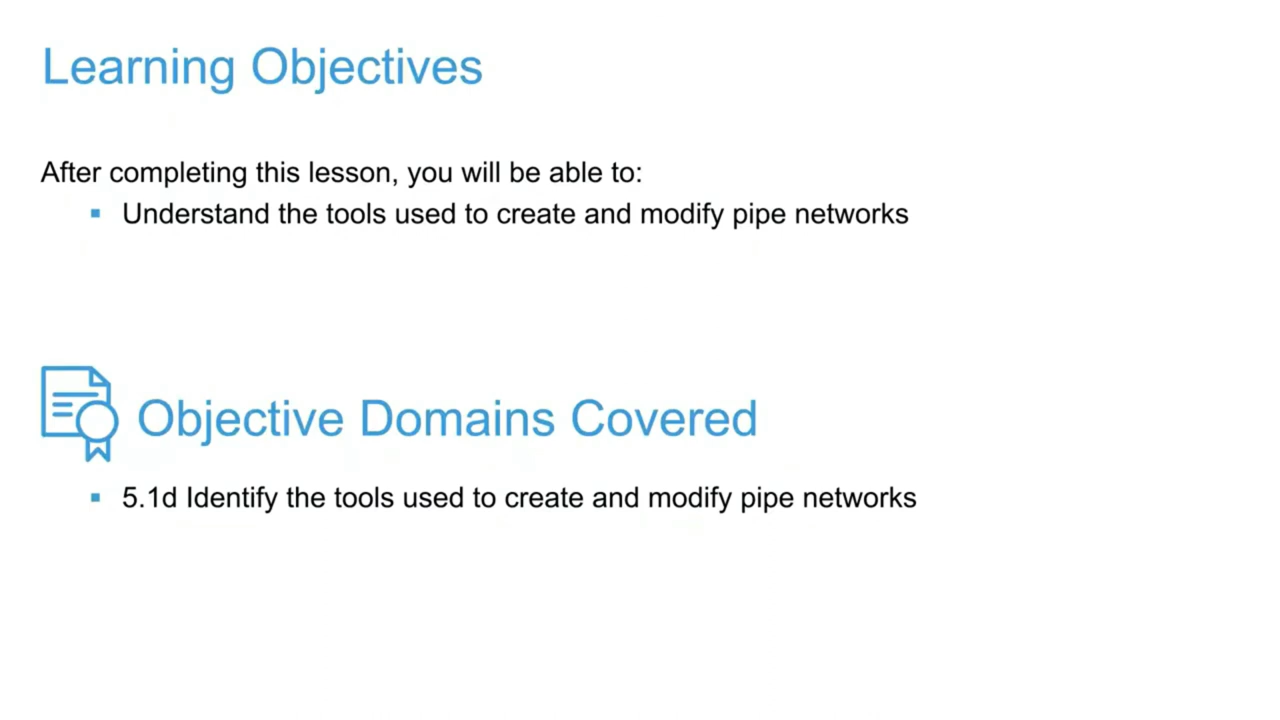 Learning Objectives
After completing this lesson, you will be able to:
▪ Understand the tools used to create and modify pipe networks
Objective Domains Covered
▪ 5.1d Identify the tools used to create and modify pipe networks